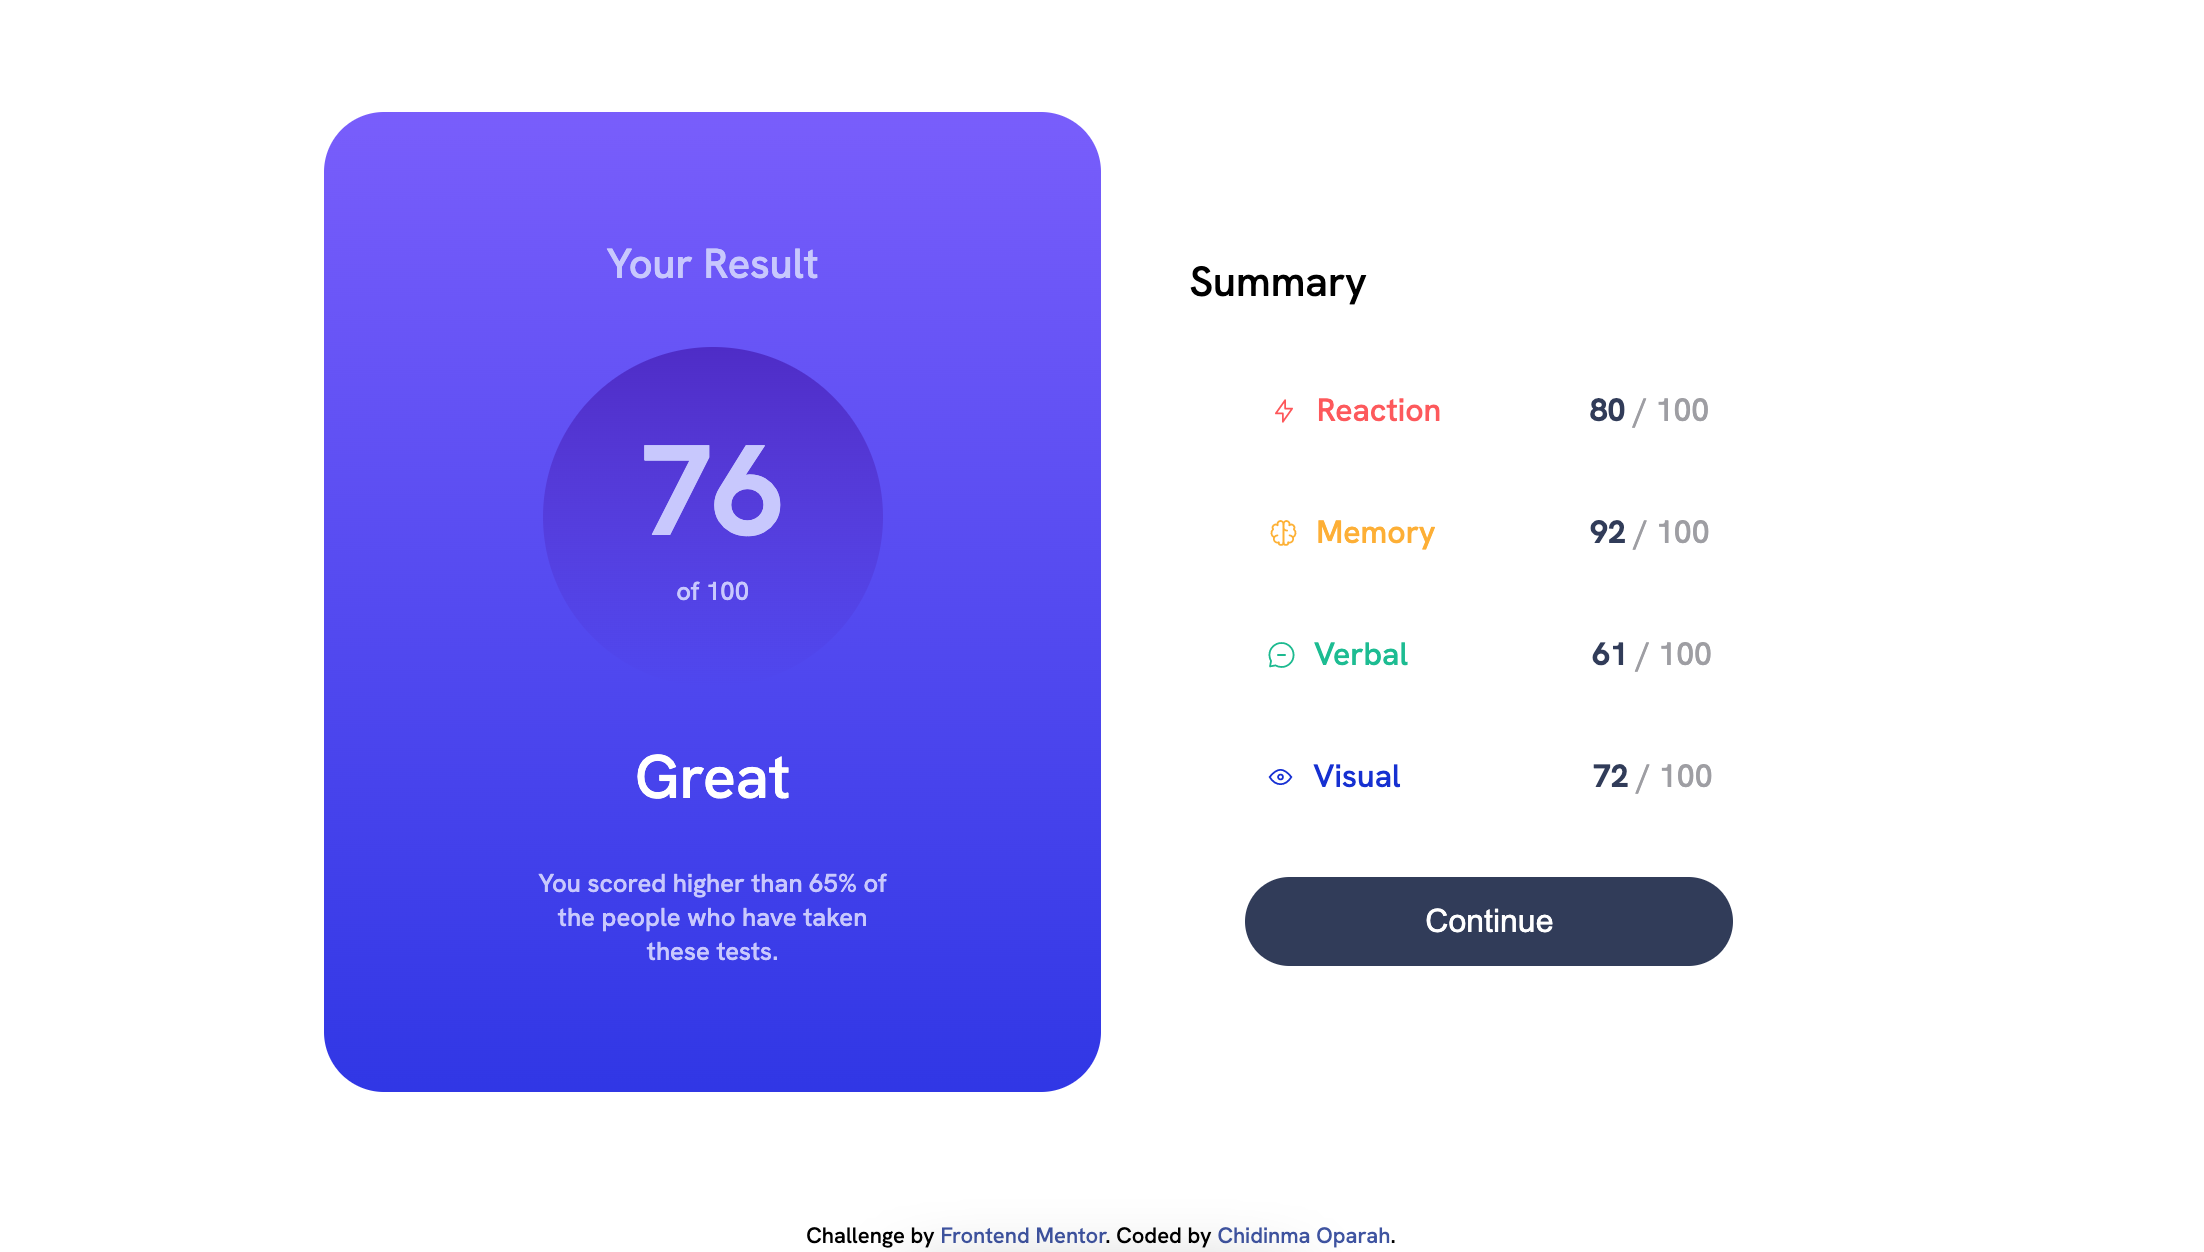 Your Result
76
of 100
Great
You scored higher than 65% of
the people who have taken
these tests.
Summary
Reaction 80 / 100
Memory 92 / 100
Verbal 61 / 100
Visual 72 / 100
Continue
Challenge by Frontend Mentor. Coded by Chidinma Oparah.